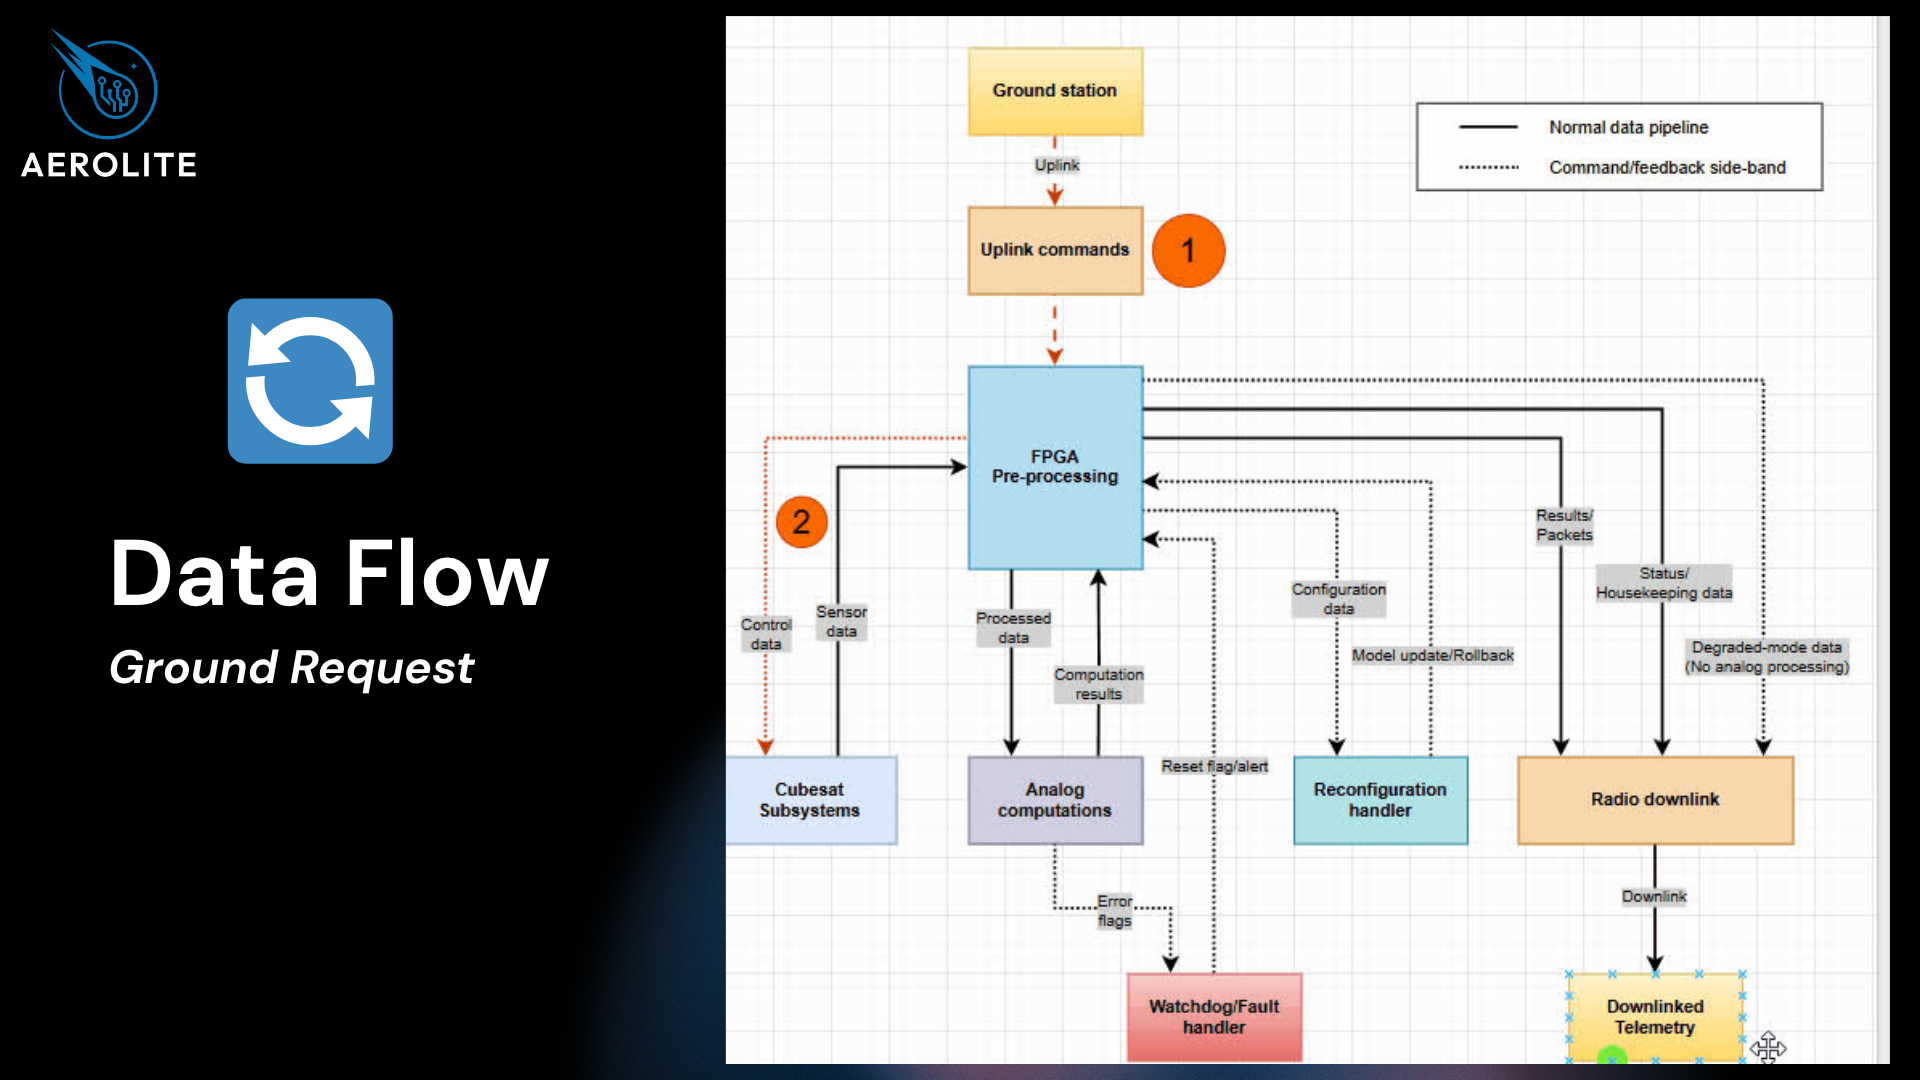 AEROLITE
Data Flow
Ground Request
Ground station
Normal data pipeline
Command/feedback side-band
Uplink
Uplink commands
1
FPGA
Pre-processing
2
Control
data
Sensor
data
Processed
data
Computation
results
Reset flag/alert
Configuration
data
Model update/Rollback
Results/
Packets
Status/
Housekeeping data
Degraded-mode data
(No analog processing)
Cubesat
Subsystems
Analog
computations
Reconfiguration
handler
Radio downlink
Error
flags
Downlink
Watchdog/Fault
handler
Downlinked
Telemetry